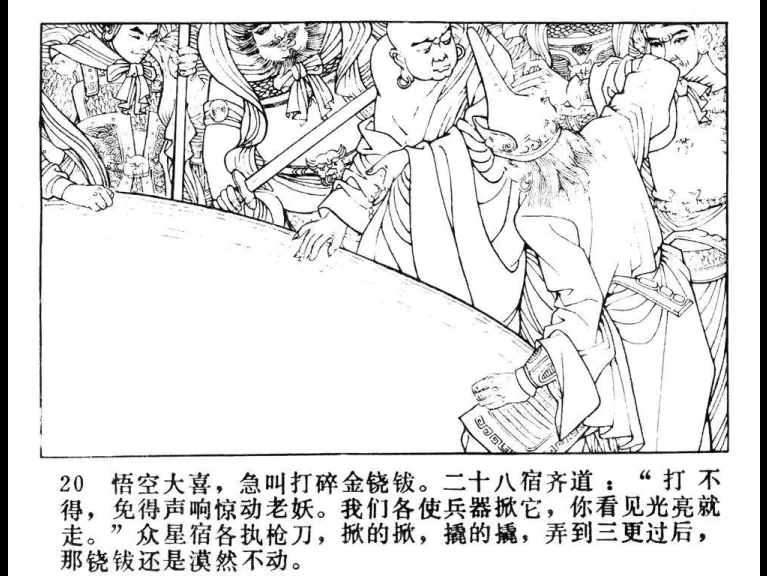 20 悟空大喜，急叫打碎金铙钹。二十八宿齐道：“打不
得，免得声响惊动老妖。我们各使兵器掀它，你看见光亮就
走。”众星宿各执枪刀，掀的掀，撬的撬，弄到三更过后，
那铙钹还是漠然不动。